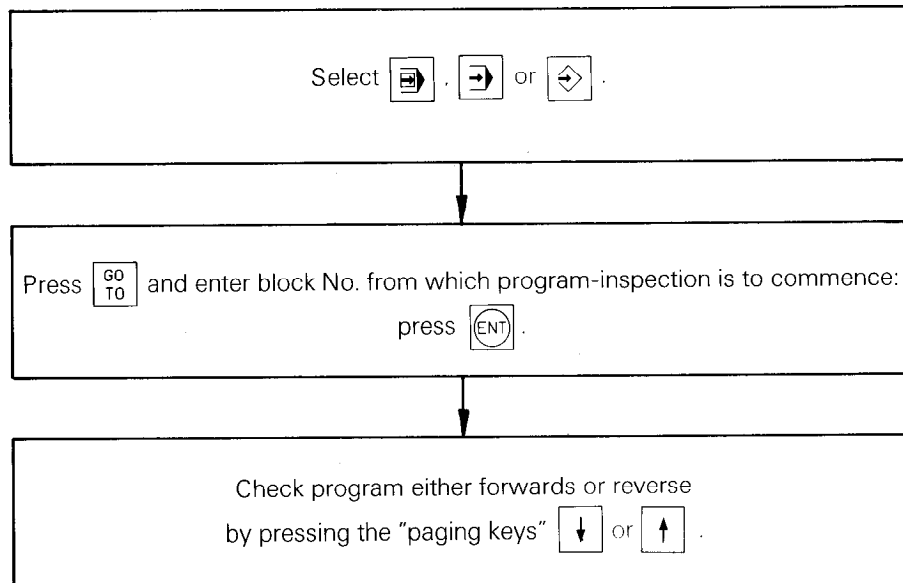 Select , or .
Press GO TO and enter block No. from which program-inspection is to commence:
press ENT .
Check program either forwards or reverse
by pressing the "paging keys" or .